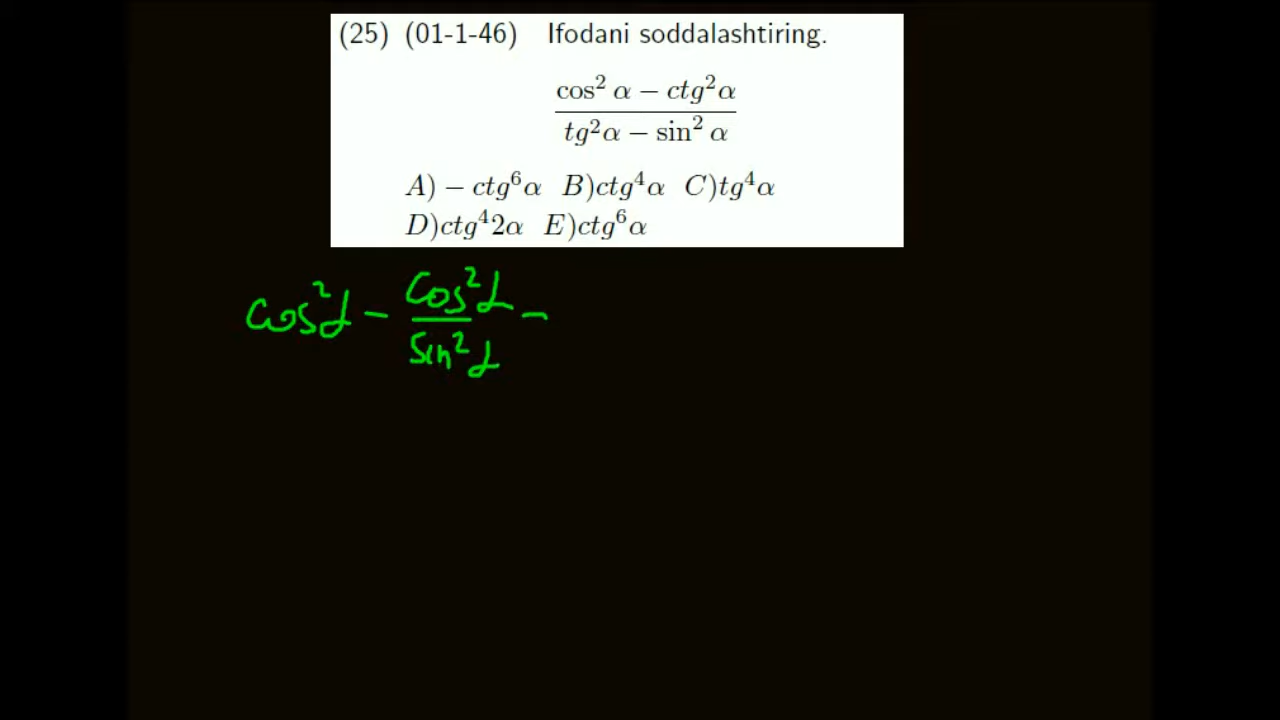 (25) (01-1-46) Ifodani soddalashtiring.
cos² α − ctg²α
tg²α − sin² α
A) − ctg⁶α B)ctg⁴α C)tg⁴α
D)ctg⁴2α E)ctg⁶α
cos²α − cos²α −
sin²α